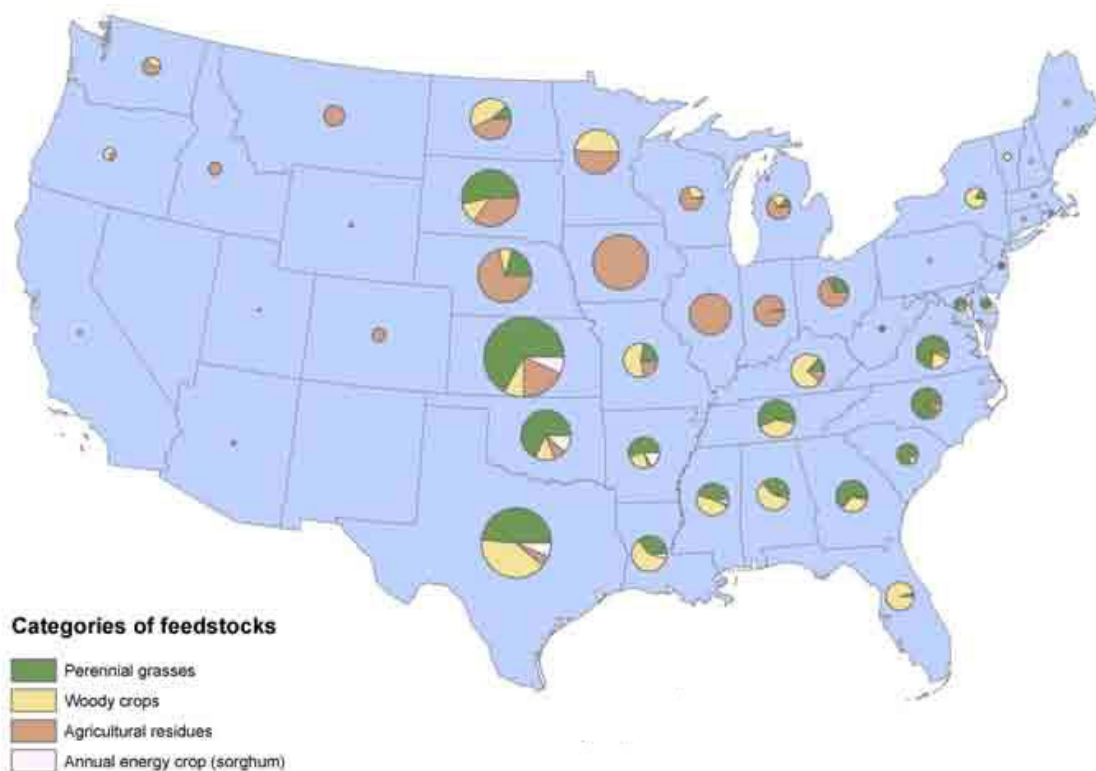 Categories of feedstocks
Perennial grasses
Woody crops
Agricultural residues
Annual energy crop (sorghum)